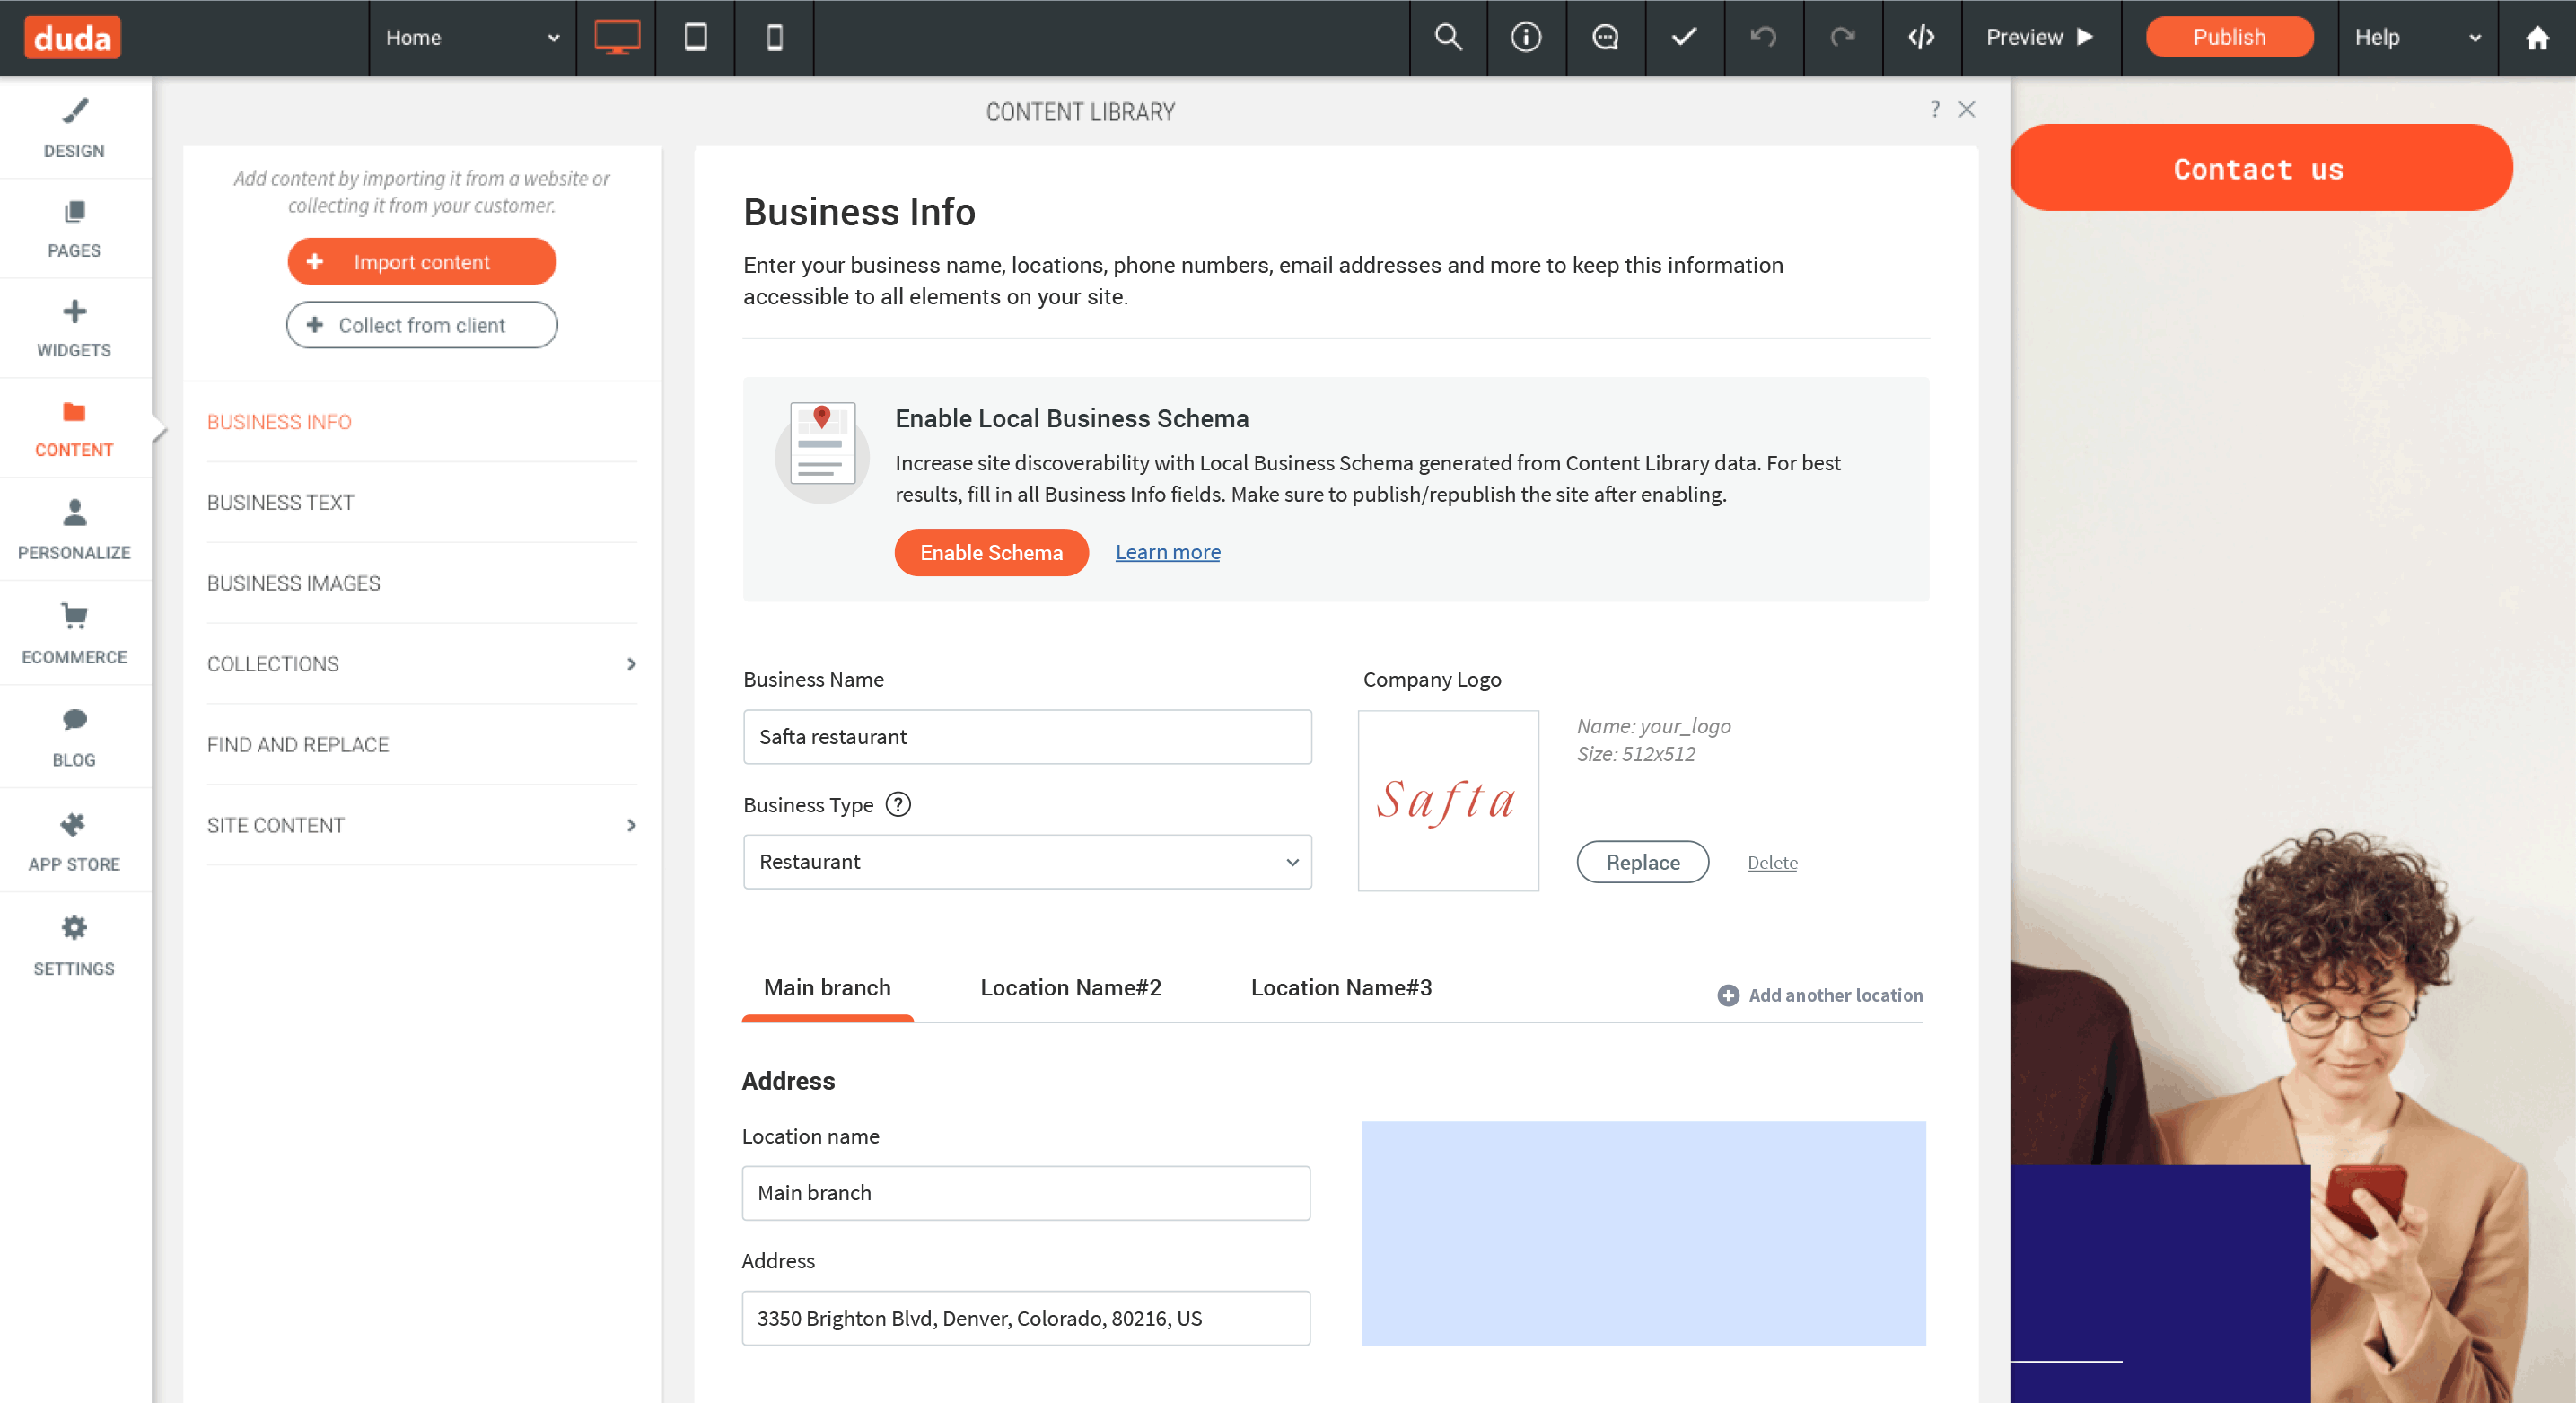 duda
Home
Preview
Publish
Help
DESIGN
PAGES
WIDGETS
CONTENT
PERSONALIZE
ECOMMERCE
BLOG
APP STORE
SETTINGS
CONTENT LIBRARY
?
Add content by importing it from a website or
collecting it from your customer.
Import content
Collect from client
BUSINESS INFO
BUSINESS TEXT
BUSINESS IMAGES
COLLECTIONS
FIND AND REPLACE
SITE CONTENT
Business Info
Enter your business name, locations, phone numbers, email addresses and more to keep this information
accessible to all elements on your site.
Enable Local Business Schema
Increase site discoverability with Local Business Schema generated from Content Library data. For best
results, fill in all Business Info fields. Make sure to publish/republish the site after enabling.
Enable Schema
Learn more
Business Name
Safta restaurant
Business Type ?
Restaurant
Company Logo
Safta
Name: your_logo
Size: 512x512
Replace
Delete
Main branch
Location Name#2
Location Name#3
Add another location
Address
Location name
Main branch
Address
3350 Brighton Blvd, Denver, Colorado, 80216, US
Contact us